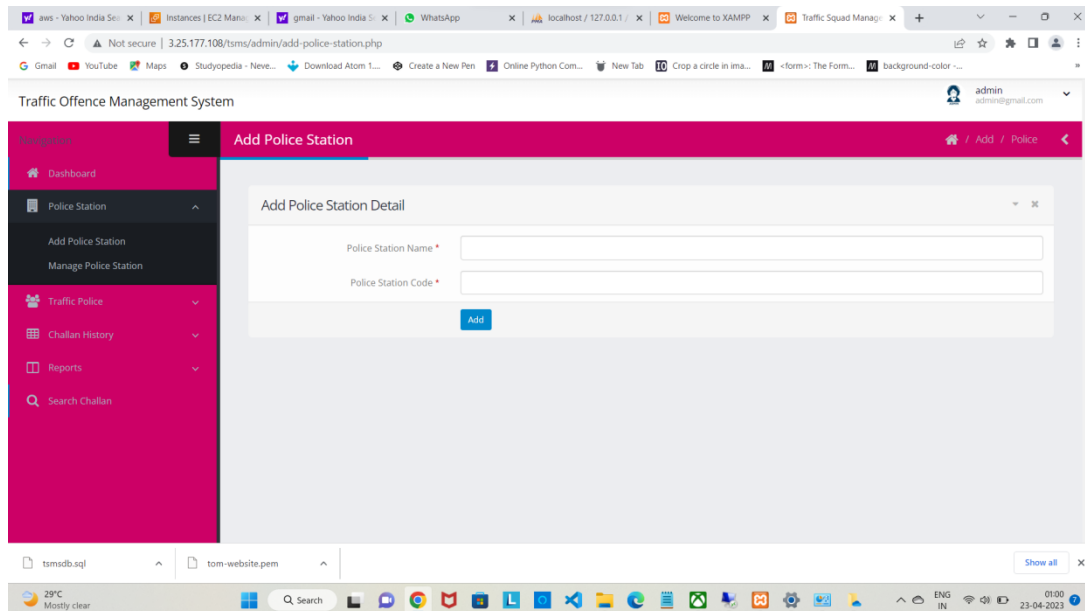 aws - Yahoo India Sea
Instances | EC2 Manag
gmail - Yahoo India Se
WhatsApp
localhost / 127.0.0.1 /
Welcome to XAMPP
Traffic Squad Manage
Not secure | 3.25.177.108/tsms/admin/add-police-station.php
Gmail YouTube Maps Studyopedia - Neve... Download Atom 1.... Create a New Pen Online Python Com... New Tab Crop a circle in ima... <form>: The Form... background-color -...
Traffic Offence Management System
admin
admin@gmail.com
Navigation
Add Police Station
/ Add / Police
Dashboard
Police Station
Add Police Station
Manage Police Station
Traffic Police
Challan History
Reports
Search Challan
Add Police Station Detail
Police Station Name *
Police Station Code *
Add
tsmsdb.sql
tom-website.pem
Show all
29°C
Mostly clear
Search
ENG
IN
01:00
23-04-2023
7